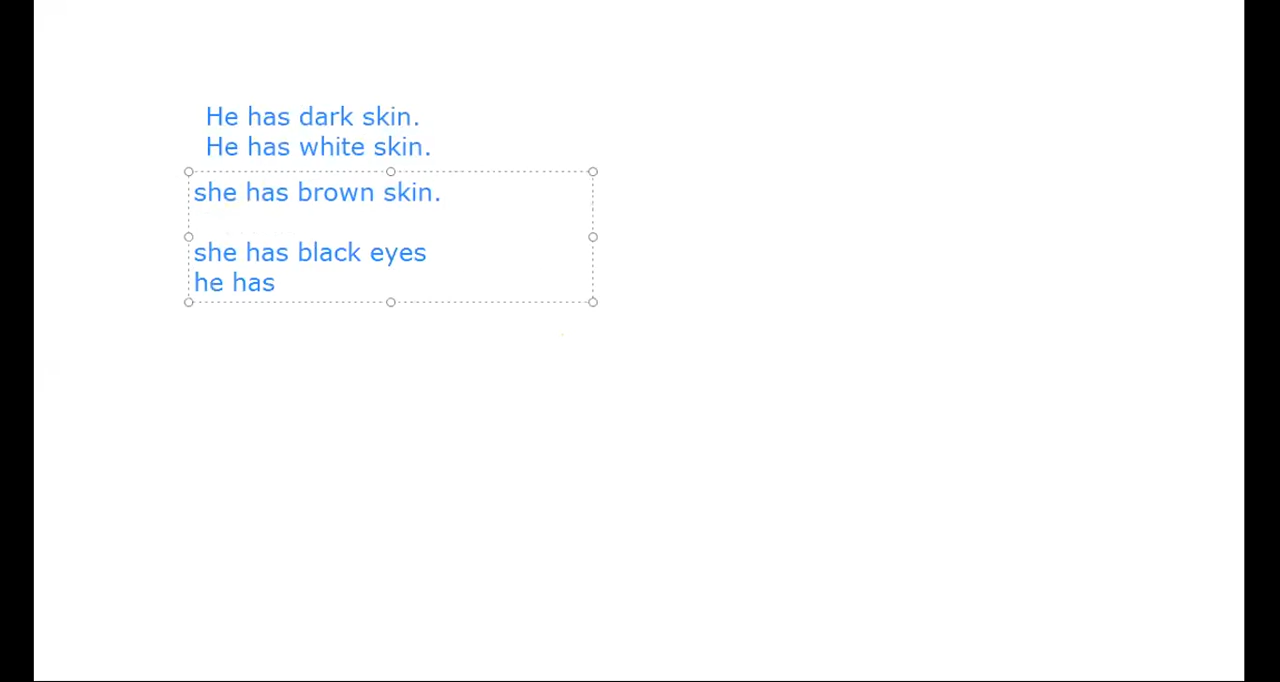 He has dark skin.
He has white skin.
she has brown skin.
she has black eyes
he has